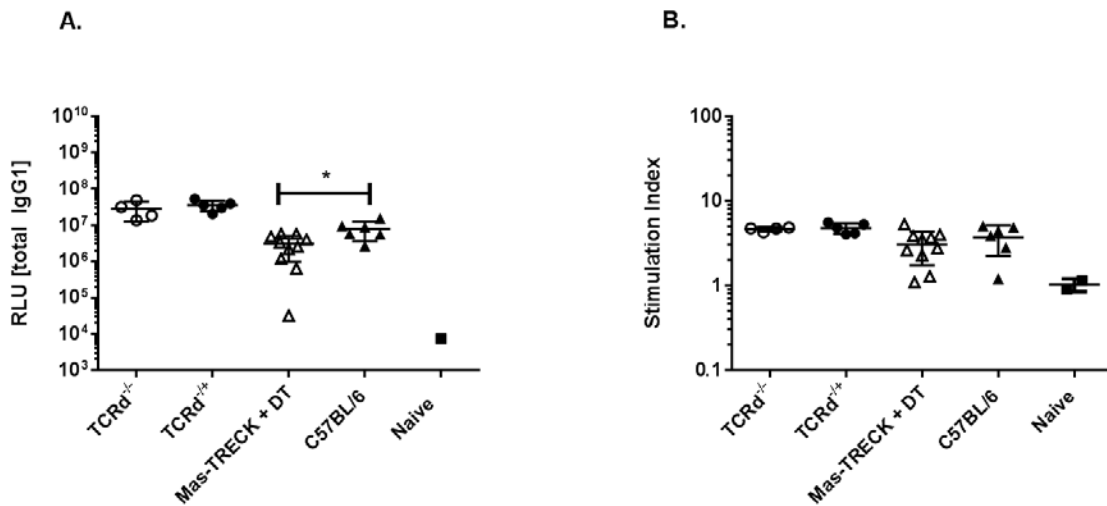 A.
RLU [total IgG1]
10^10
10^9
10^8
10^7
10^6
10^5
10^4
10^3
*
TCRd^-/-
TCRd^-/+
Mas-TRECK + DT
C57BL/6
Naive
B.
Stimulation Index
100
10
1
0.1
TCRd^-/-
TCRd^-/+
Mas-TRECK + DT
C57BL/6
Naive